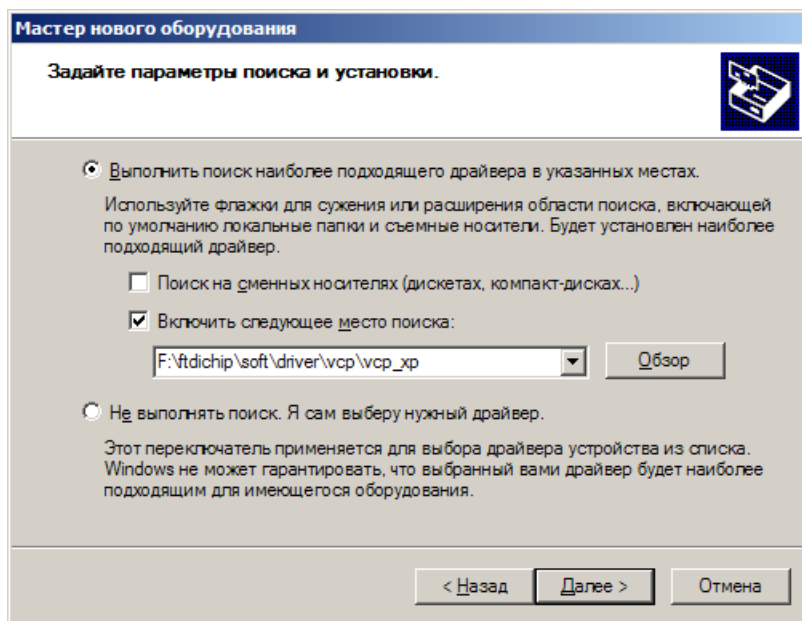 Мастер нового оборудования
Задайте параметры поиска и установки.
Выполнить поиск наиболее подходящего драйвера в указанных местах.
Используйте флажки для сужения или расширения области поиска, включающей
по умолчанию локальные папки и съемные носители. Будет установлен наиболее
подходящий драйвер.
Поиск на сменных носителях (дискетах, компакт-дисках...)
Включить следующее место поиска:
F:\ftdichip\soft\driver\vcp\vcp_xp
Обзор
Не выполнять поиск. Я сам выберу нужный драйвер.
Этот переключатель применяется для выбора драйвера устройства из списка.
Windows не может гарантировать, что выбранный вами драйвер будет наиболее
подходящим для имеющегося оборудования.
< Назад
Далее >
Отмена